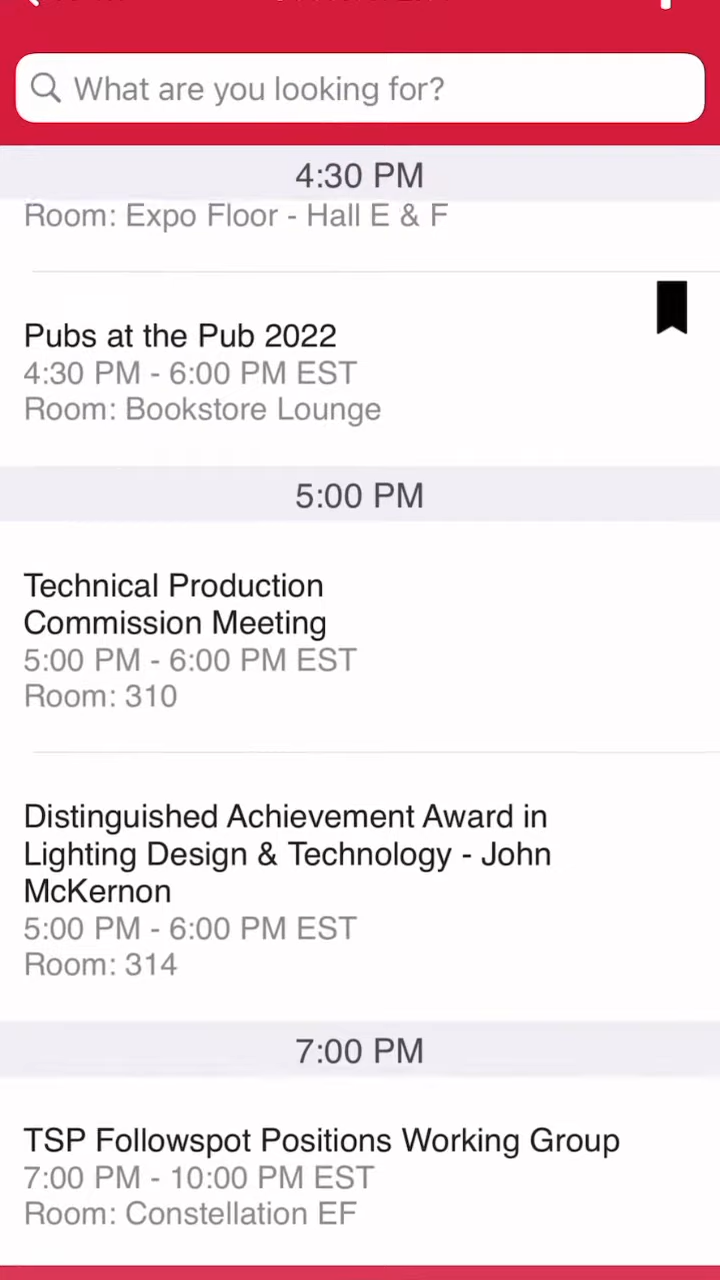 What are you looking for?
4:30 PM
Room: Expo Floor - Hall E & F
Pubs at the Pub 2022
4:30 PM - 6:00 PM EST
Room: Bookstore Lounge
5:00 PM
Technical Production
Commission Meeting
5:00 PM - 6:00 PM EST
Room: 310
Distinguished Achievement Award in
Lighting Design & Technology - John
McKernon
5:00 PM - 6:00 PM EST
Room: 314
7:00 PM
TSP Followspot Positions Working Group
7:00 PM - 10:00 PM EST
Room: Constellation EF